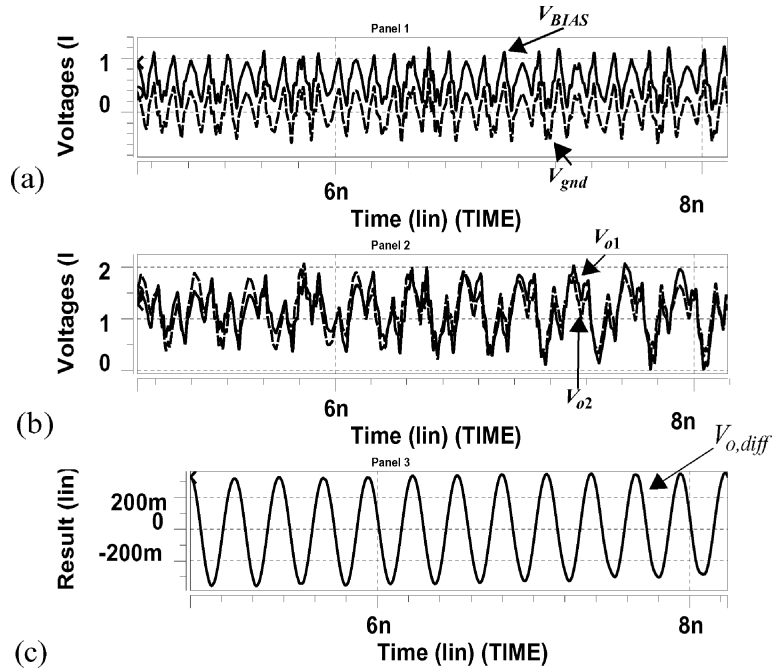 Panel 1
V_BIAS
Voltages (l
1
0
V_gnd
(a)
6n
8n
Time (lin) (TIME)
Panel 2
V_o1
Voltages (l
2
1
0
V_o2
(b)
6n
8n
Time (lin) (TIME)
Panel 3
V_o,diff
Result (lin)
200m
0
-200m
6n
8n
(c)
Time (lin) (TIME)